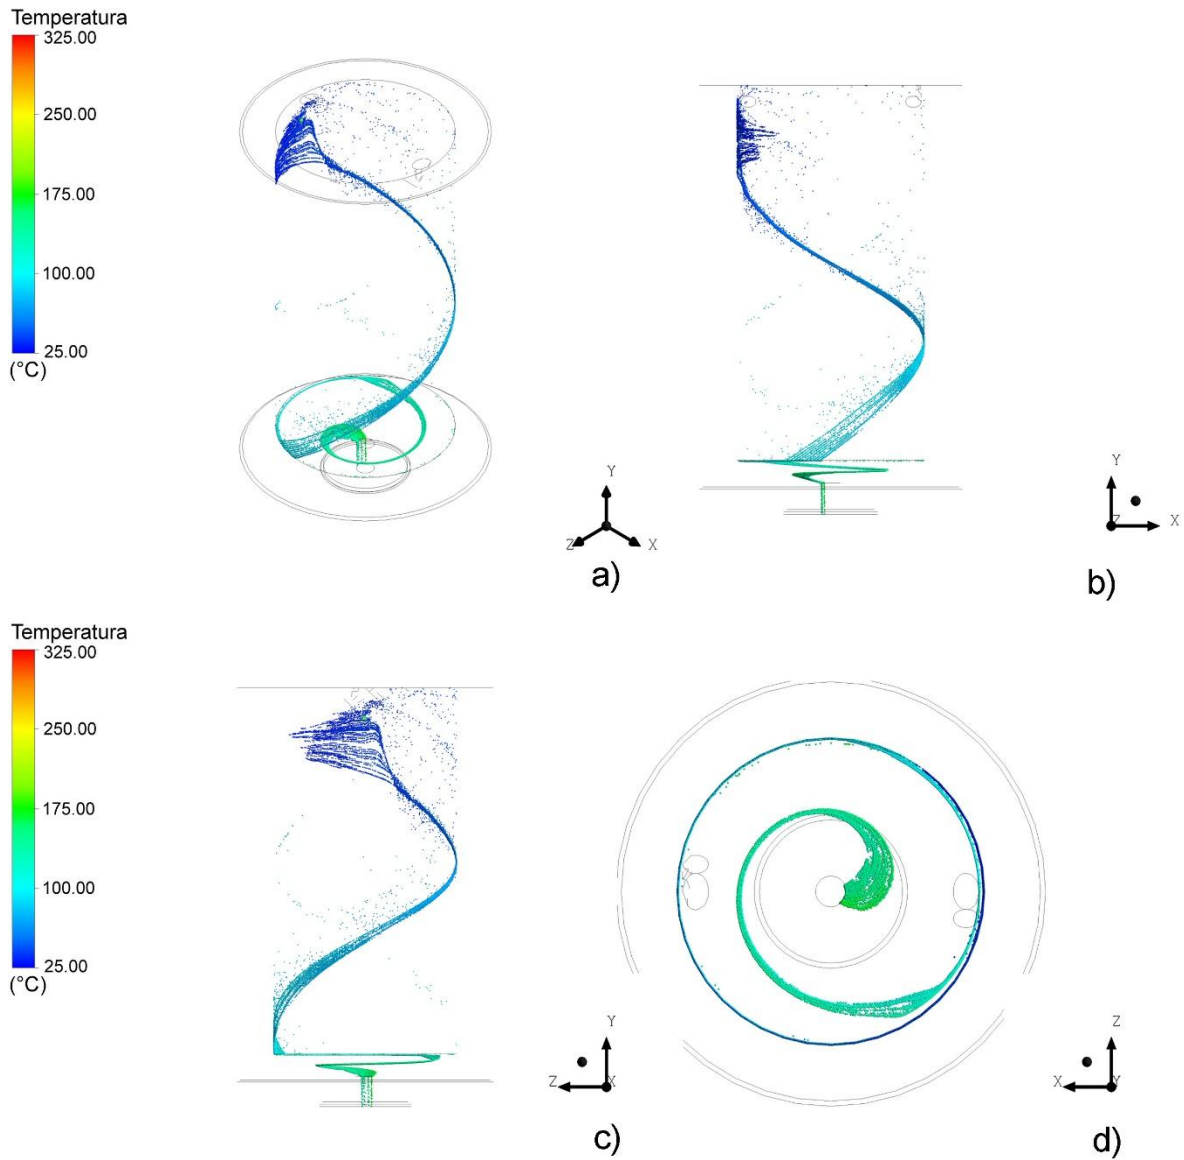 Temperatura
325.00
250.00
175.00
100.00
25.00
(°C)
Y
Z
X
a)
Y
Z
X
b)
Temperatura
325.00
250.00
175.00
100.00
25.00
(°C)
Y
Z
X
c)
Z
X
Y
d)